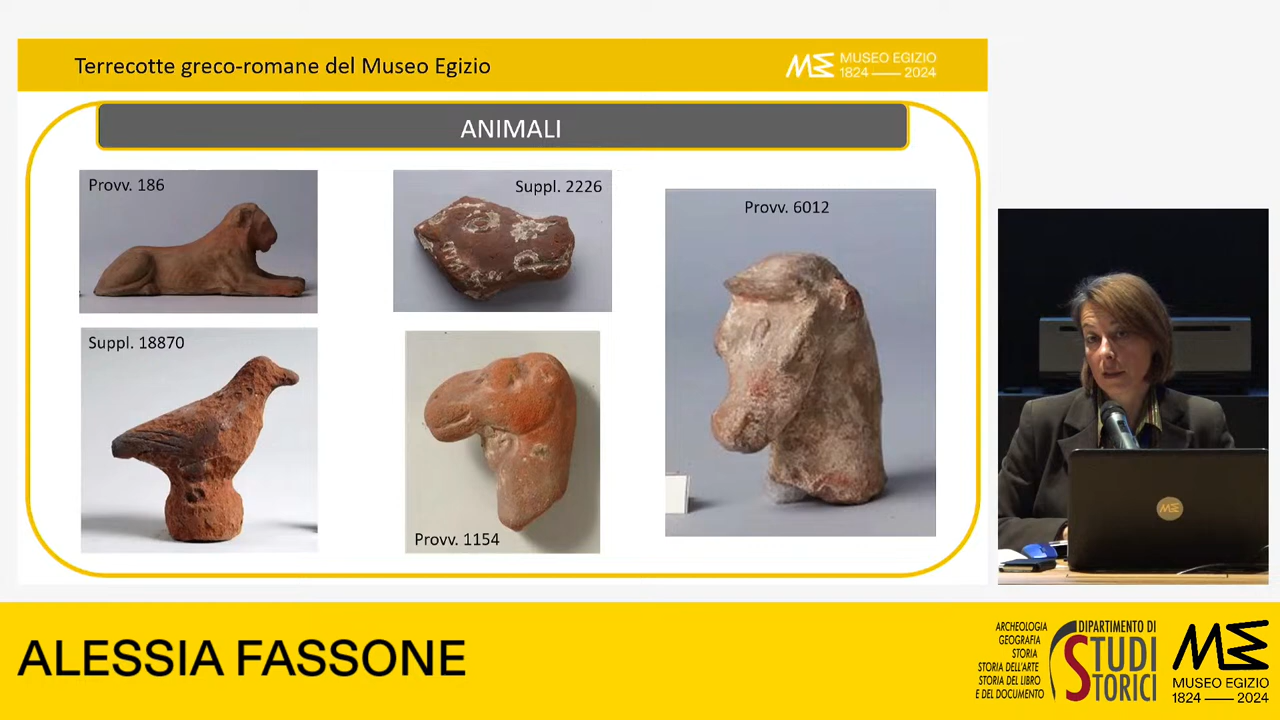 Terrecotte greco-romane del Museo Egizio
MUSEO EGIZIO
1824 — 2024
ANIMALI
Provv. 186
Suppl. 2226
Provv. 6012
Suppl. 18870
Provv. 1154
ALESSIA FASSONE
ARCHEOLOGIA
GEOGRAFIA
STORIA
STORIA DELL'ARTE
STORIA DEL LIBRO
E DEL DOCUMENTO
DIPARTIMENTO DI
STUDI
STORICI
ME
MUSEO EGIZIO
1824 — 2024